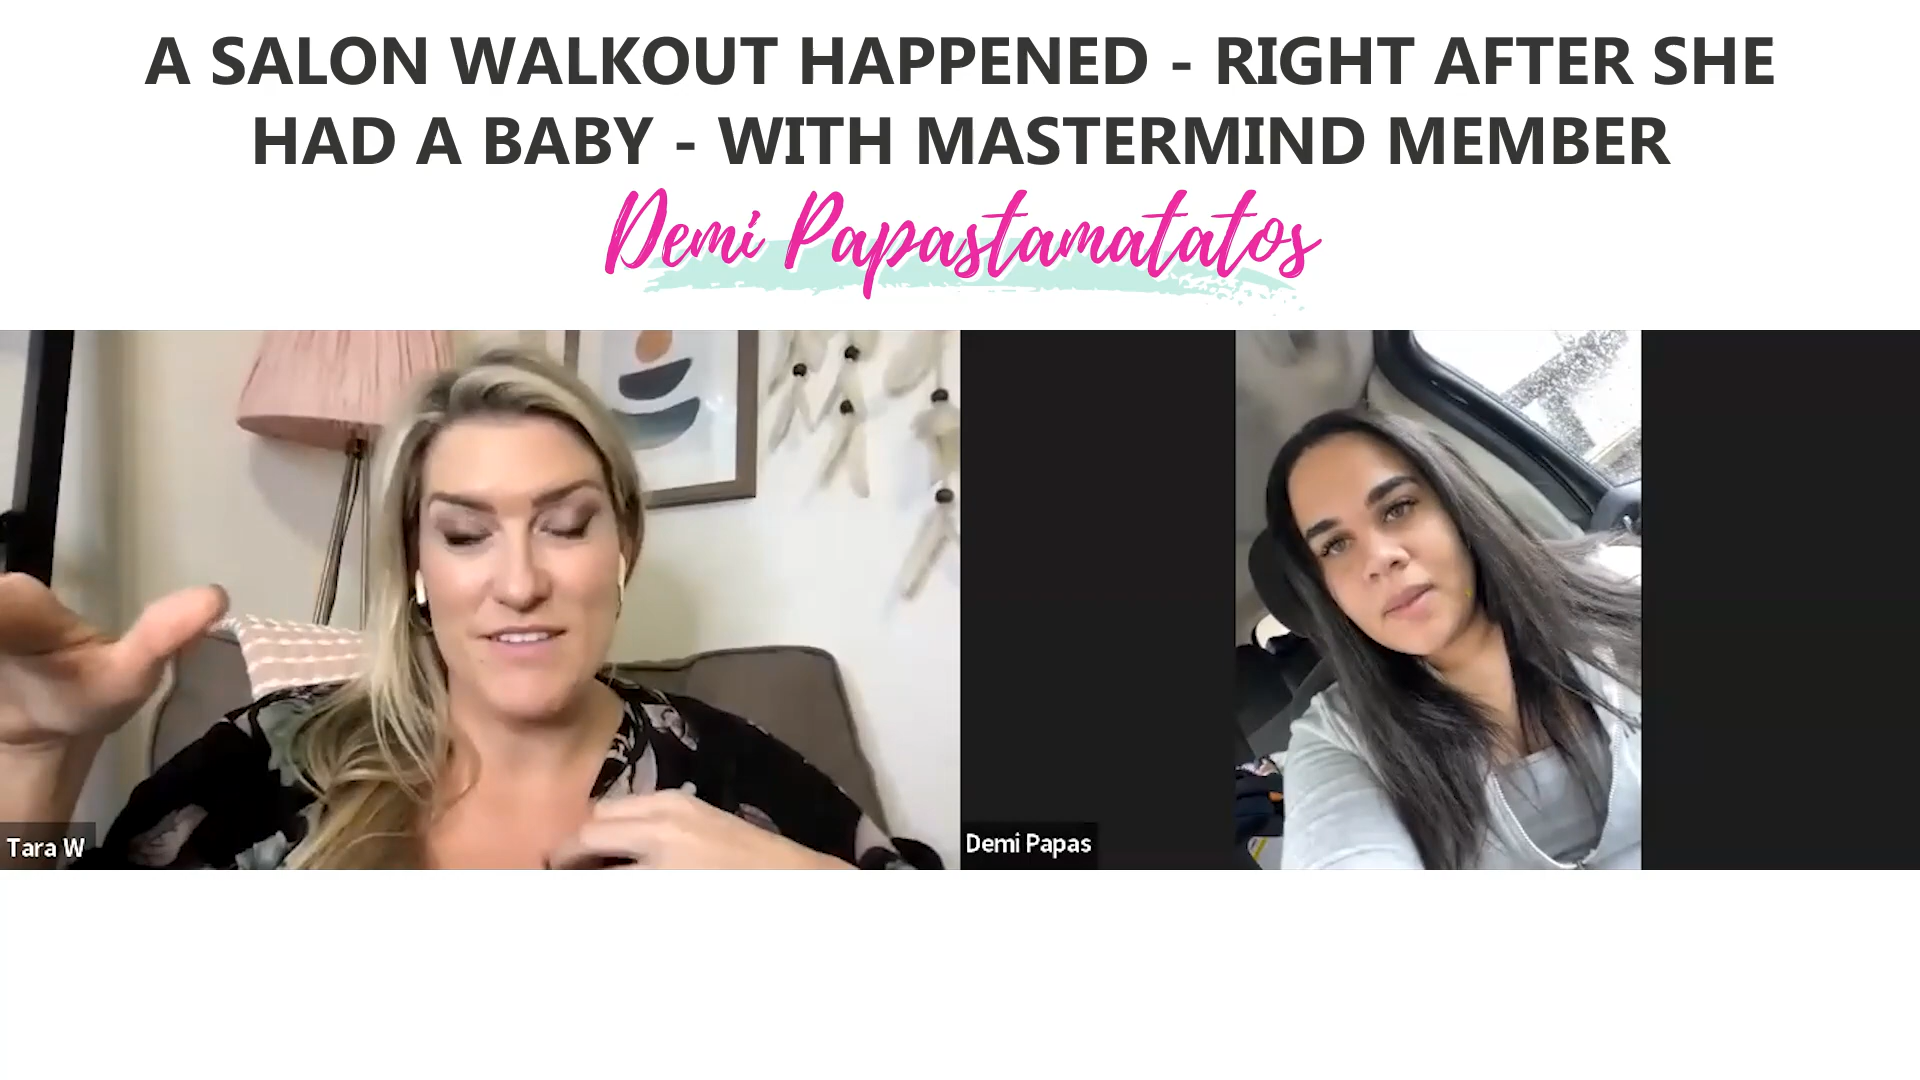 A SALON WALKOUT HAPPENED - RIGHT AFTER SHE
HAD A BABY - WITH MASTERMIND MEMBER
Demi Papastamatatos
Tara W
Demi Papas